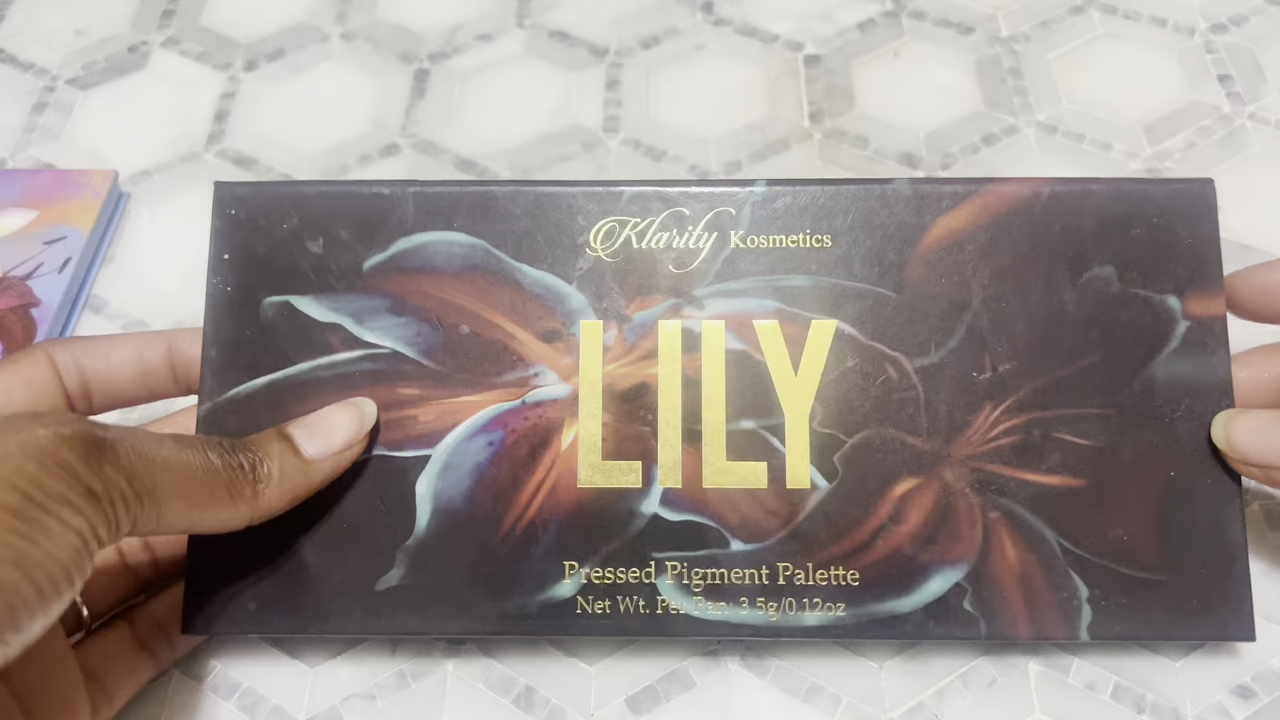 Klarity Kosmetics
LILY
Pressed Pigment Palette
Net Wt. Per Pan: 3.5g/0.12oz